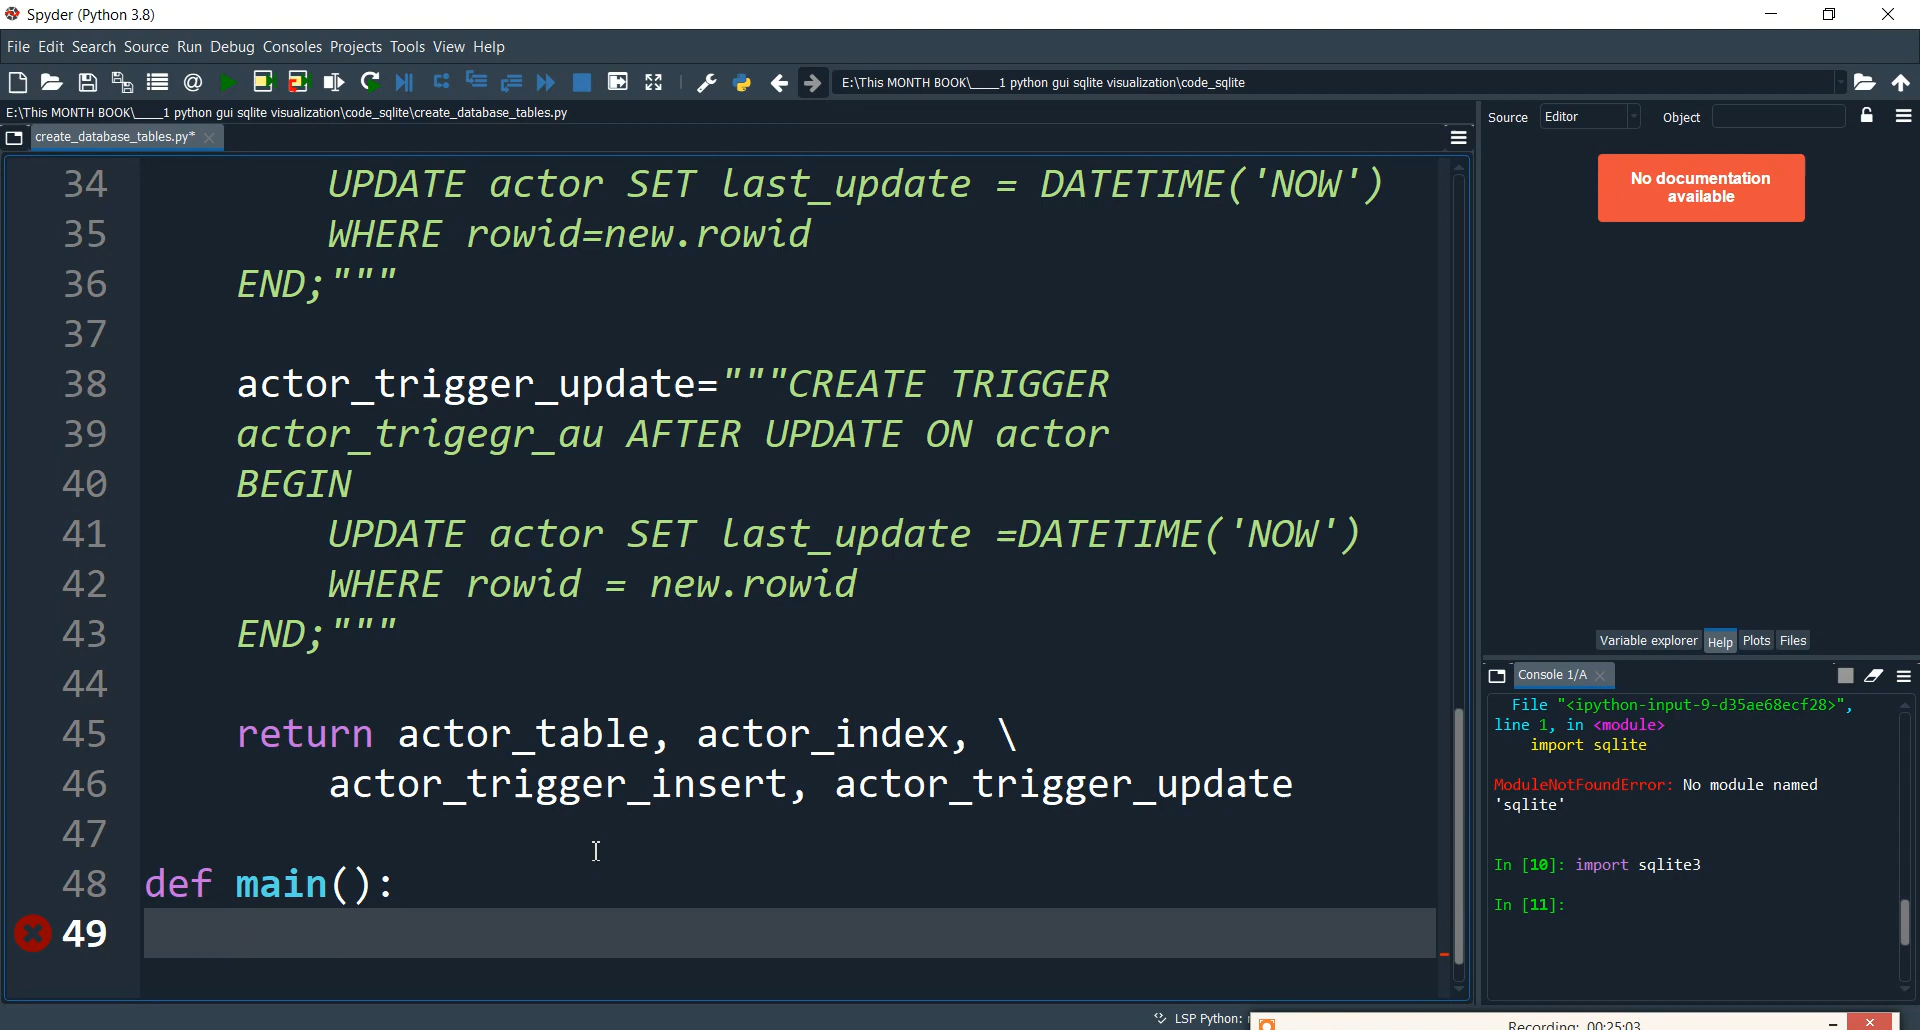 Spyder (Python 3.8)
File Edit Search Source Run Debug Consoles Projects Tools View Help
E:\This MONTH BOOK\____1 python gui sqlite visualization\code_sqlite
E:\This MONTH BOOK\____1 python gui sqlite visualization\code_sqlite\create_database_tables.py
Source Editor Object
create_database_tables.py*
No documentation
available
34 UPDATE actor SET last_update = DATETIME('NOW')
35 WHERE rowid=new.rowid
36 END;"""
37
38 actor_trigger_update="""CREATE TRIGGER
39 actor_trigegr_au AFTER UPDATE ON actor
40 BEGIN
41 UPDATE actor SET last_update =DATETIME('NOW')
42 WHERE rowid = new.rowid
43 END;"""
44
45 return actor_table, actor_index, \
46 actor_trigger_insert, actor_trigger_update
47
48 def main():
49
Variable explorer Help Plots Files
Console 1/A
File "<ipython-input-9-d35ae68ecf28>",
line 1, in <module>
import sqlite
ModuleNotFoundError: No module named
'sqlite'
In [10]: import sqlite3
In [11]:
LSP Python:
Recording: 00:25:03